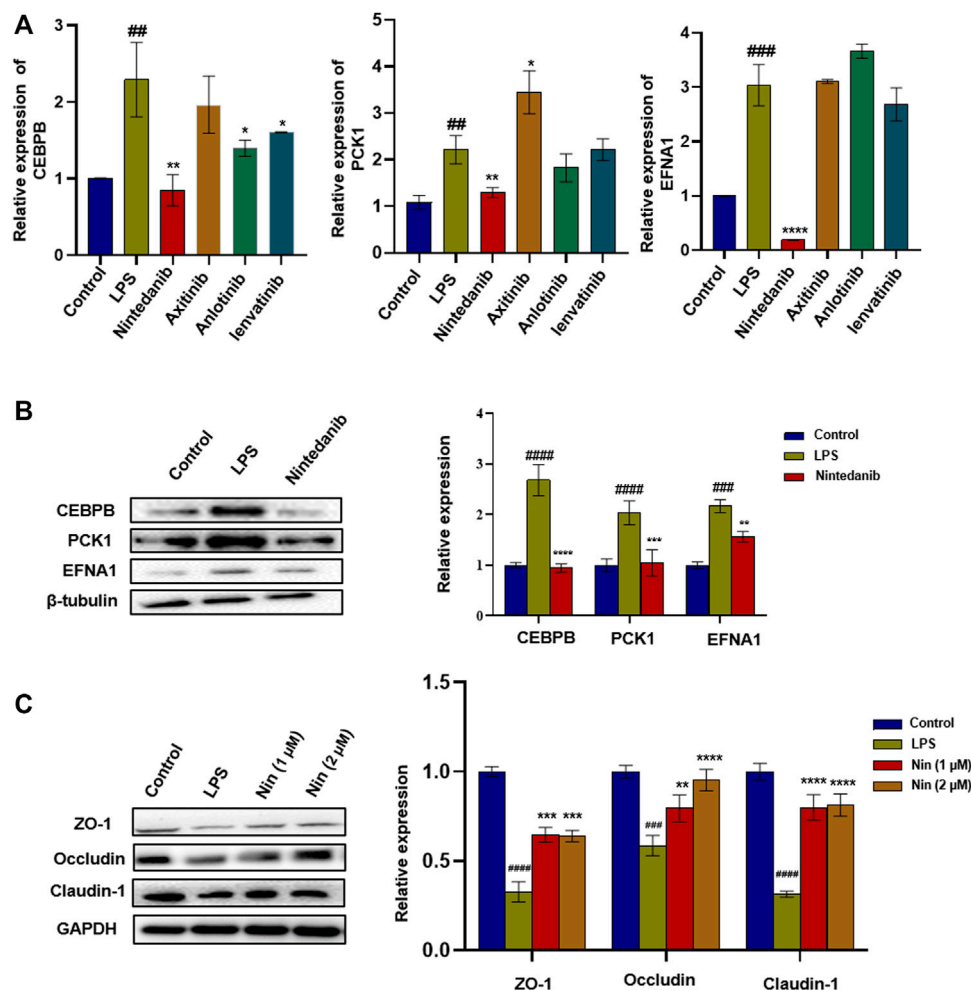 A
Relative expression of
CEBPB
3
2
1
0
##
**
*
*
Control
LPS
Nintedanib
Axitinib
Anlotinib
lenvatinib
Relative expression of
PCK1
5
4
3
2
1
0
##
**
*
Control
LPS
Nintedanib
Axitinib
Anlotinib
lenvatinib
Relative expression of
EFNA1
4
3
2
1
0
###
****
Control
LPS
Nintedanib
Axitinib
Anlotinib
lenvatinib
B
Control
LPS
Nintedanib
CEBPB
PCK1
EFNA1
β-tubulin
Relative expression
4
3
2
1
0
####
****
####
***
###
**
CEBPB
PCK1
EFNA1
Control
LPS
Nintedanib
C
Control
LPS
Nin (1 μM)
Nin (2 μM)
ZO-1
Occludin
Claudin-1
GAPDH
Relative expression
1.5
1.0
0.5
0.0
####
***
***
###
**
****
####
****
****
ZO-1
Occludin
Claudin-1
Control
LPS
Nin (1 μM)
Nin (2 μM)